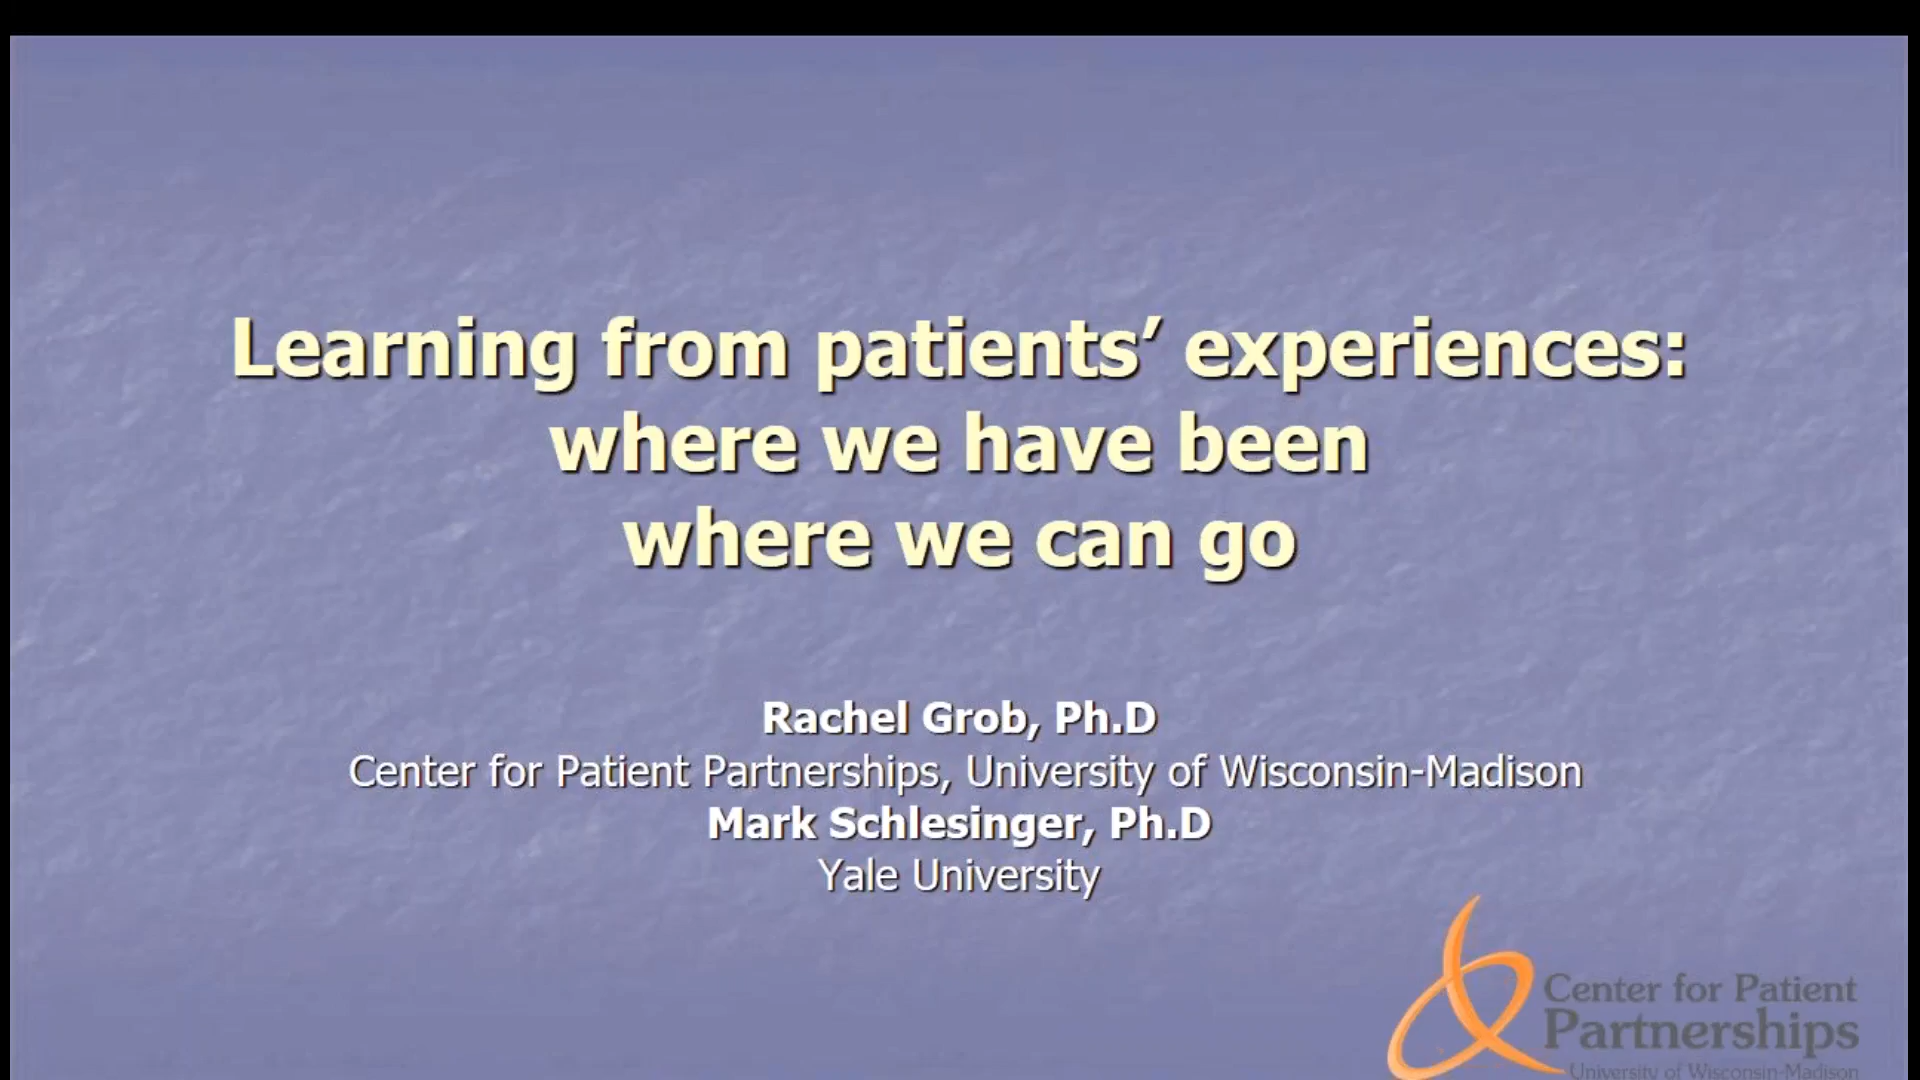 Learning from patients’ experiences:
where we have been
where we can go
Rachel Grob, Ph.D
Center for Patient Partnerships, University of Wisconsin-Madison
Mark Schlesinger, Ph.D
Yale University
Center for Patient
Partnerships
University of Wisconsin-Madison